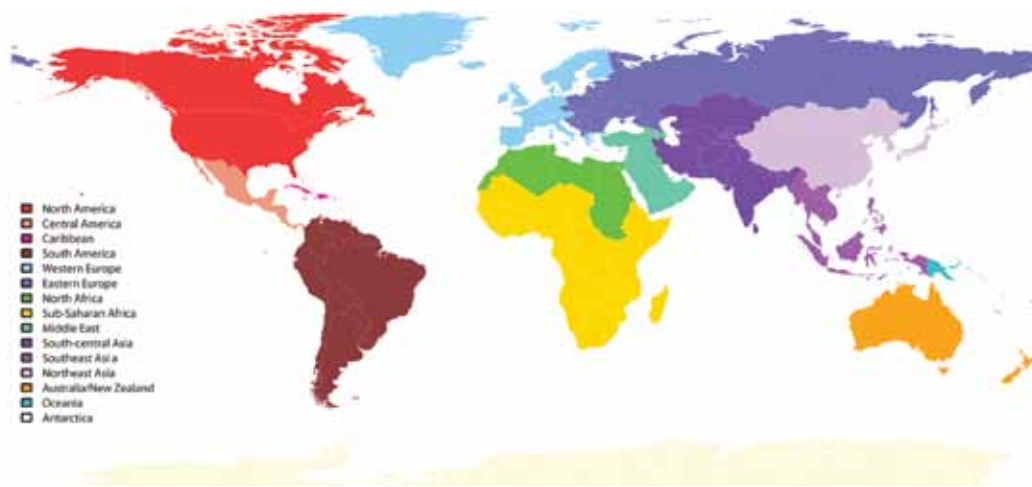 North America
Central America
Caribbean
South America
Western Europe
Eastern Europe
North Africa
Sub-Saharan Africa
Middle East
South-central Asia
Southeast Asia
Northeast Asia
Australia/New Zealand
Oceania
Antarctica